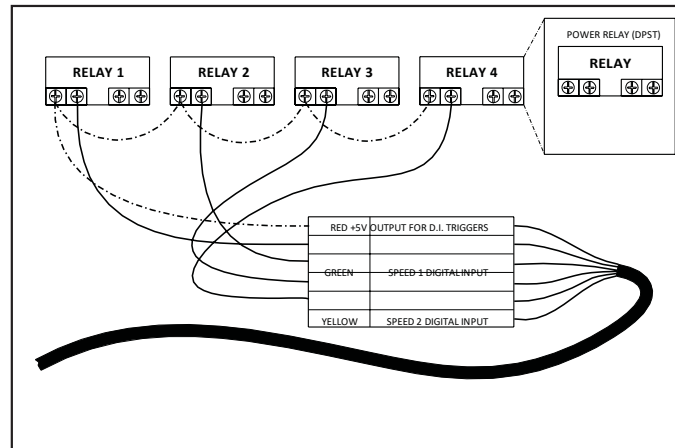 POWER RELAY (DPST)
RELAY 1
RELAY 2
RELAY 3
RELAY 4
RELAY
RED +5V OUTPUT FOR D.I. TRIGGERS
GREEN SPEED 1 DIGITAL INPUT
YELLOW SPEED 2 DIGITAL INPUT